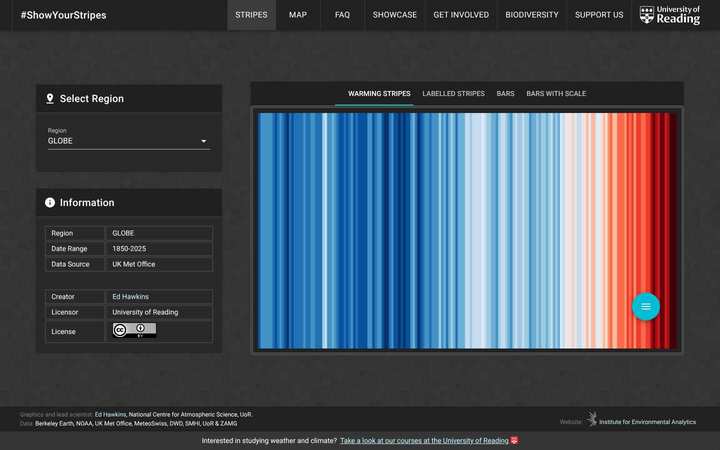 #ShowYourStripes
STRIPES MAP FAQ SHOWCASE GET INVOLVED BIODIVERSITY SUPPORT US
University of
Reading
Select Region
Region
GLOBE
Information
Region GLOBE
Date Range 1850-2025
Data Source UK Met Office
Creator Ed Hawkins
Licensor University of Reading
License
CC BY
WARMING STRIPES LABELLED STRIPES BARS BARS WITH SCALE
Graphics and lead scientist: Ed Hawkins, National Centre for Atmospheric Science, UoR.
Data: Berkeley Earth, NOAA, UK Met Office, MeteoSwiss, DWD, SMHI, UoR & ZAMG
Website: Institute for Environmental Analytics
Interested in studying weather and climate? Take a look at our courses at the University of Reading